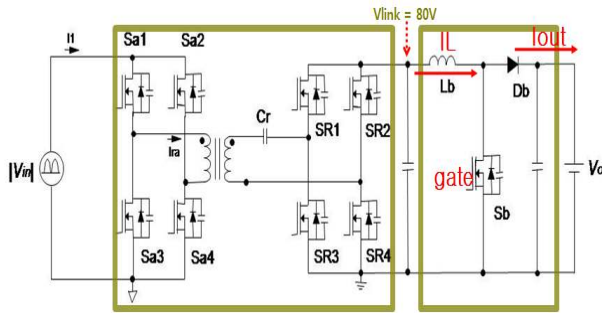 Vlink = 80V
I1
Sa1
Sa2
IL
Iout
Lb
Db
Cr
SR1
SR2
Ira
|Vin|
gate
Vo
Sb
Sa3
Sa4
SR3
SR4